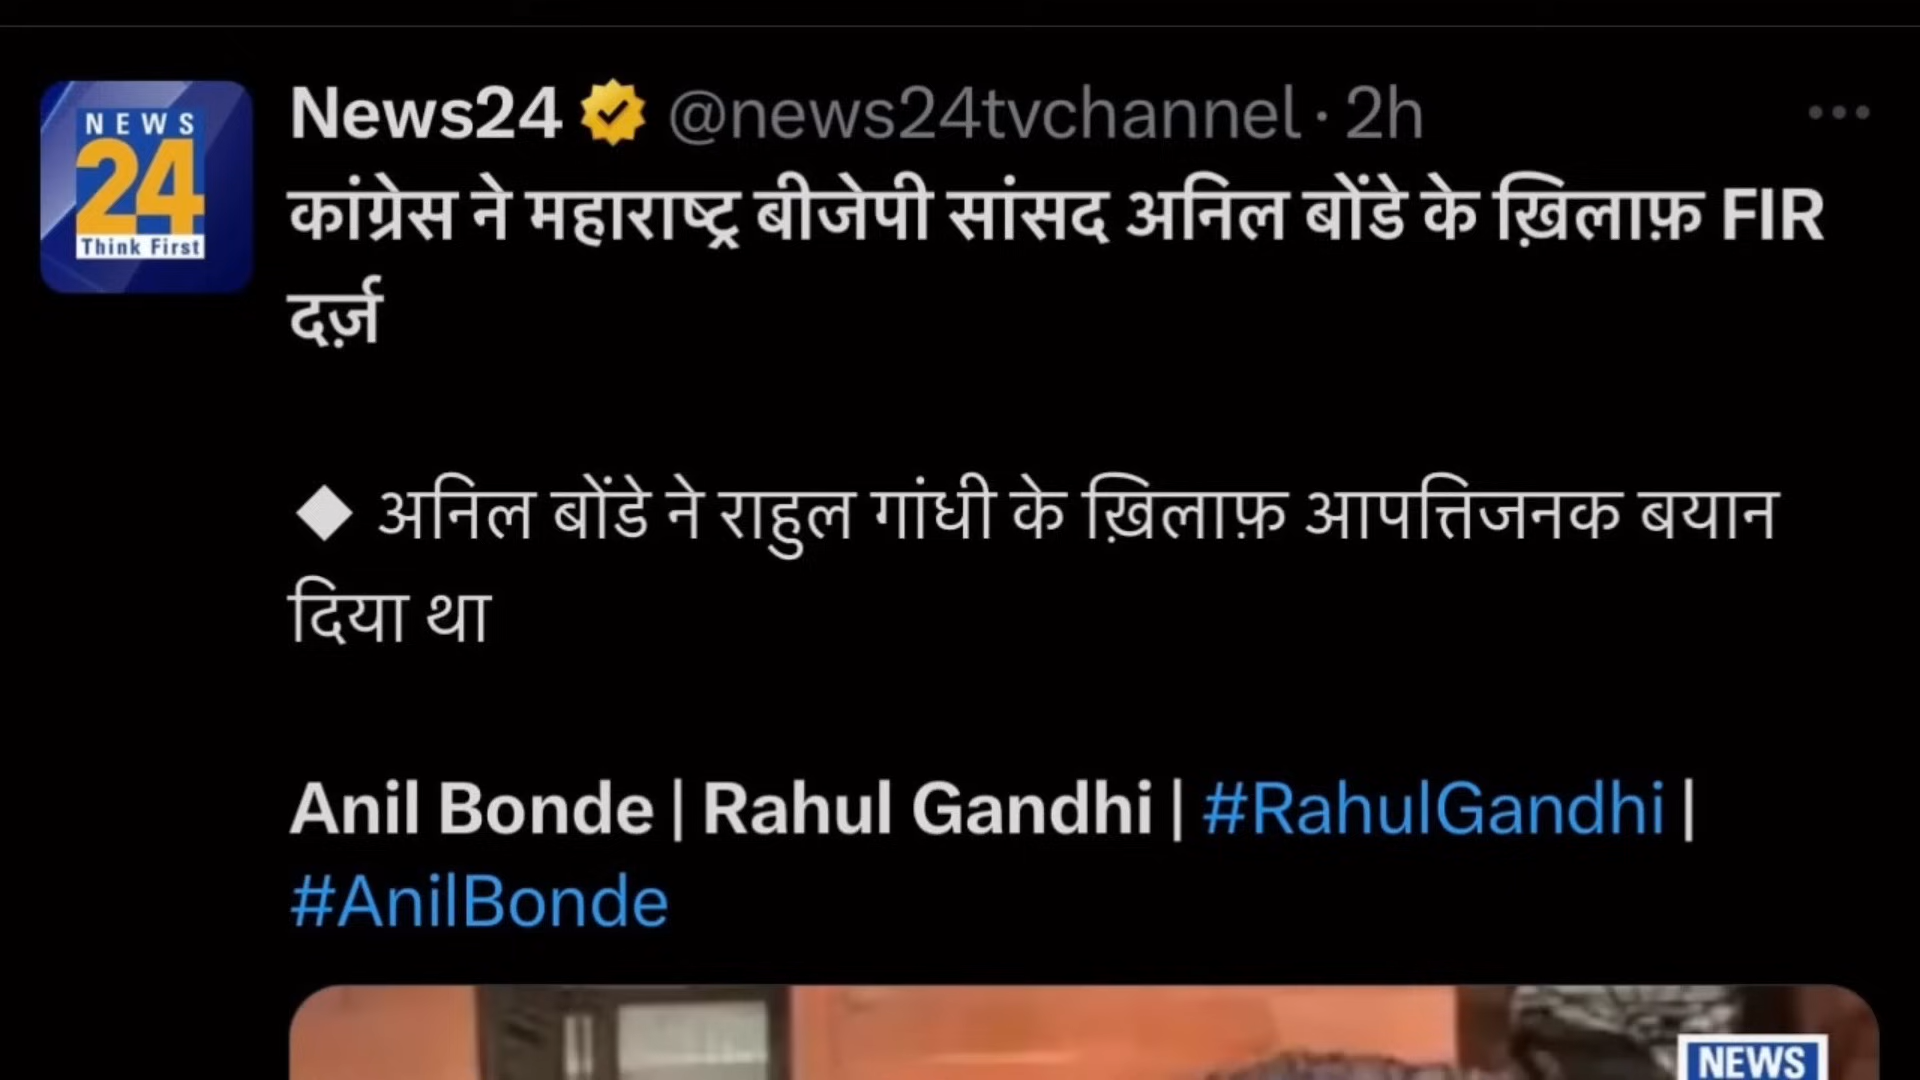 NEWS
24
Think First
News24 @news24tvchannel · 2h
कांग्रेस ने महाराष्ट्र बीजेपी सांसद अनिल बोंडे के ख़िलाफ़ FIR
दर्ज़
◆ अनिल बोंडे ने राहुल गांधी के ख़िलाफ़ आपत्तिजनक बयान
दिया था
Anil Bonde | Rahul Gandhi | #RahulGandhi |
#AnilBonde
NEWS